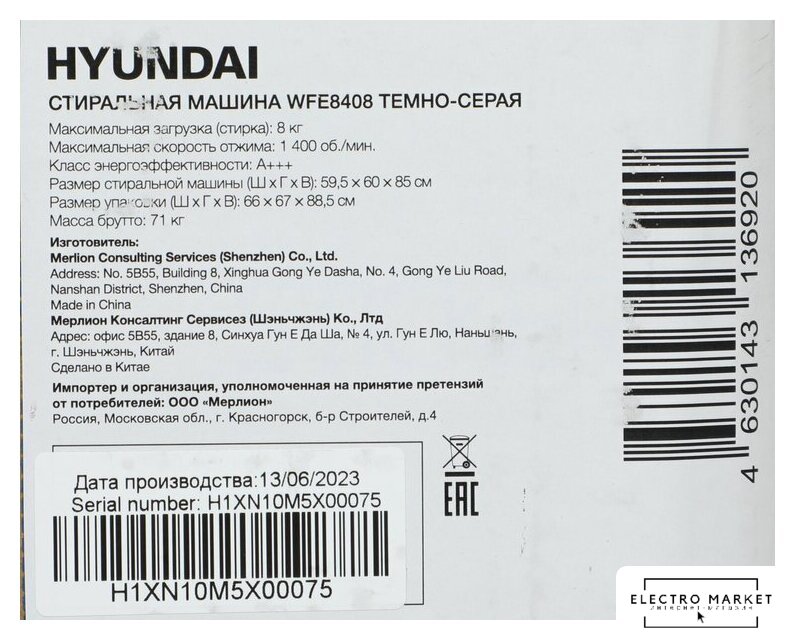 HYUNDAI
СТИРАЛЬНАЯ МАШИНА WFE8408 ТЕМНО-СЕРАЯ
Максимальная загрузка (стирка): 8 кг
Максимальная скорость отжима: 1 400 об./мин.
Класс энергоэффективности: А+++
Размер стиральной машины (Ш х Г х В): 59,5 × 60 × 85 см
Размер упаковки (Ш х Г х В): 66 × 67 × 88,5 см
Масса брутто: 71 кг
Изготовитель:
Merlion Consulting Services (Shenzhen) Co., Ltd.
Address: No. 5B55, Building 8, Xinghua Gong Ye Dasha, No. 4, Gong Ye Liu Road,
Nanshan District, Shenzhen, China
Made in China
Мерлион Консалтинг Сервисез (Шэньчжэнь) Ко., Лтд
Адрес: офис 5В55, здание 8, Синхуа Гун Е Да Ша, № 4, ул. Гун Е Лю, Наньшань,
г. Шэньчжэнь, Китай
Сделано в Китае
Импортер и организация, уполномоченная на принятие претензий
от потребителей: ООО «Мерлион»
Россия, Московская обл., г. Красногорск, б-р Строителей, д.4
EAC
Дата производства:13/06/2023
Serial number: H1XN10M5X00075
H1XN10M5X00075
4 630143 136920
ELECTRO MARKET